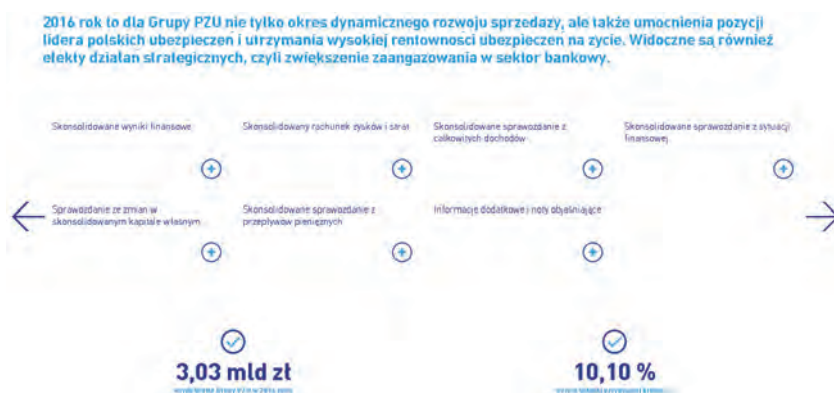 2016 rok to dla Grupy PZU nie tylko okres dynamicznego rozwoju sprzedaży, ale także umocnienia pozycji
lidera polskich ubezpieczeń i utrzymania wysokiej rentowności ubezpieczeń na życie. Widoczne są również
efekty działań strategicznych, czyli zwiększenie zaangażowania w sektor bankowy.
Skonsolidowane wyniki finansowe
Skonsolidowany rachunek zysków i strat
Skonsolidowane sprawozdanie z
całkowitych dochodów
Skonsolidowane sprawozdanie z sytuacji
finansowej
Sprawozdanie ze zmian w
skonsolidowanym kapitale własnym
Skonsolidowane sprawozdanie z
przepływów pieniężnych
Informacje dodatkowe i noty objaśniające
3,03 mld zł
10,10 %